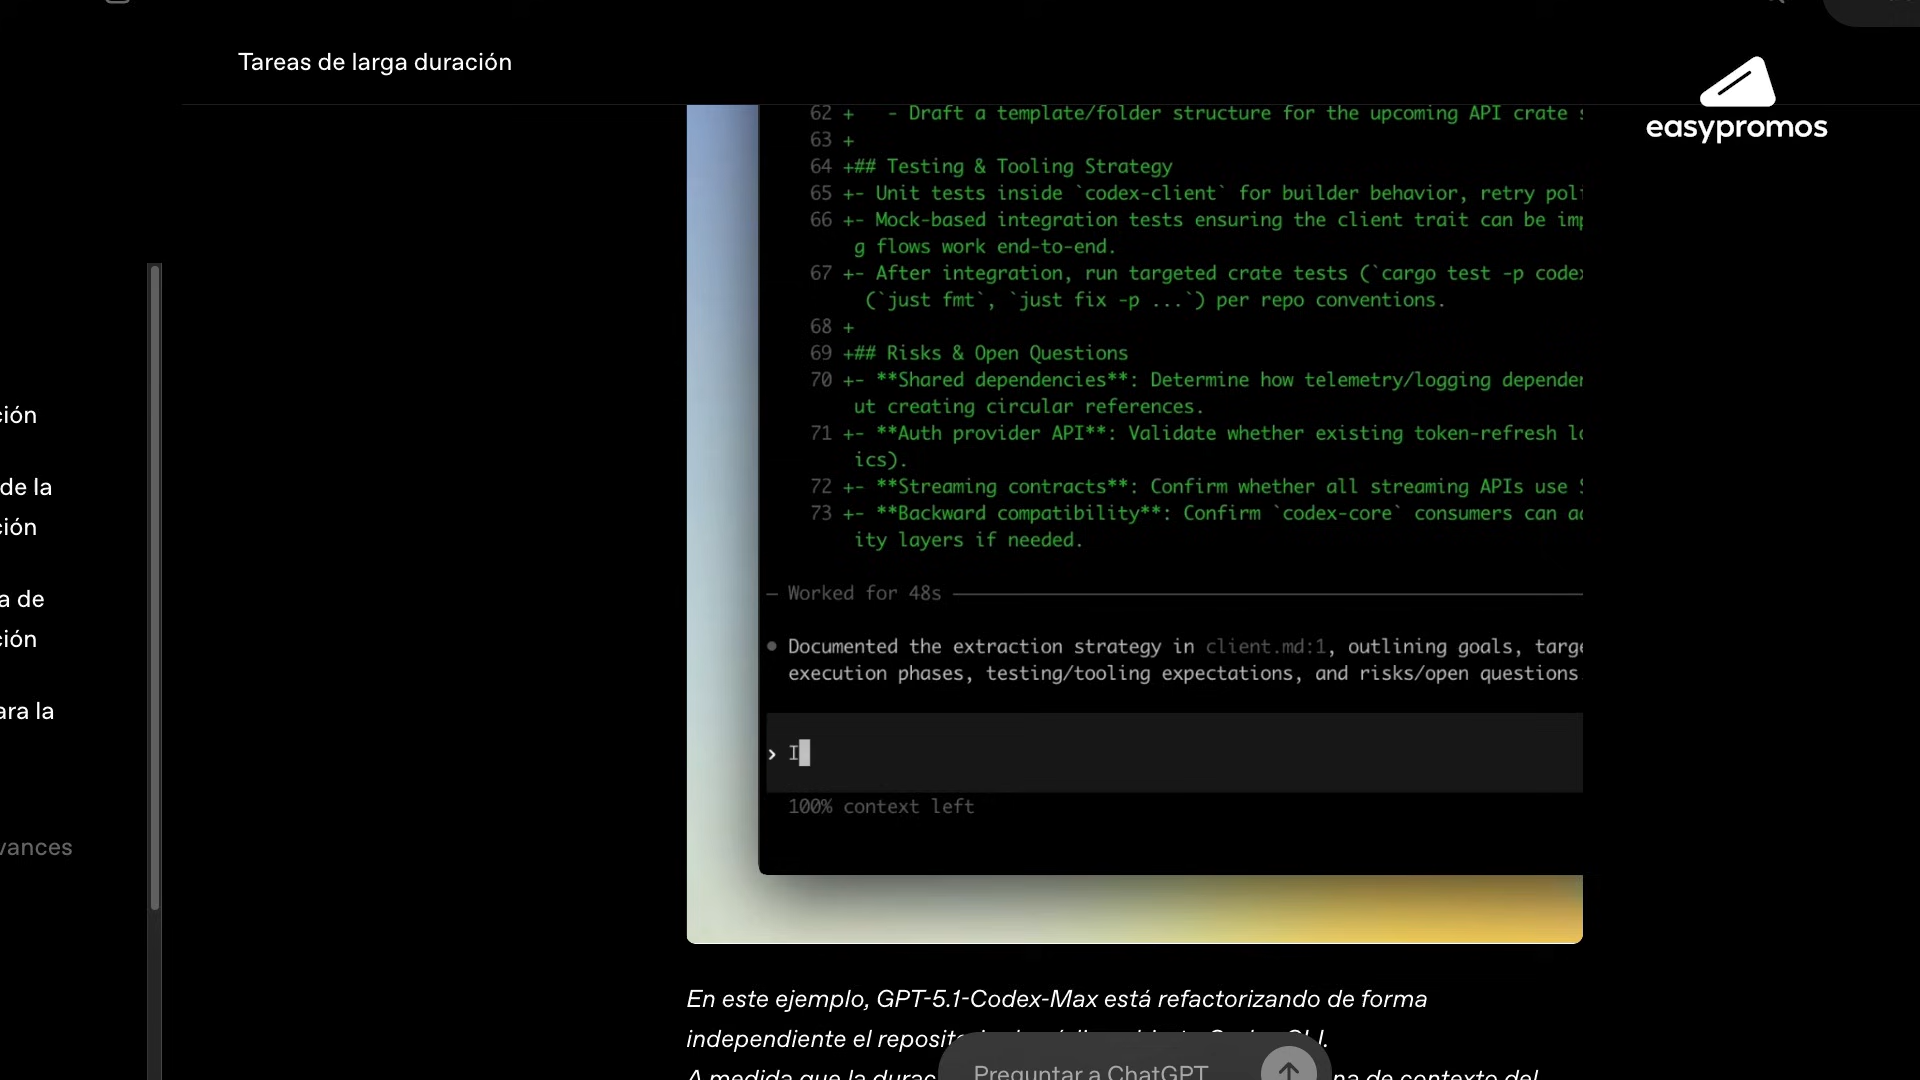 Tareas de larga duración
easypromos
62 +   - Draft a template/folder structure for the upcoming API crate
63 +
64 +## Testing & Tooling Strategy
65 +- Unit tests inside `codex-client` for builder behavior, retry
66 +- Mock-based integration tests ensuring the client trait can be
g flows work end-to-end.
67 +- After integration, run targeted crate tests (`cargo test -p
(`just fmt`, `just fix -p ...`) per repo conventions.
68 +
69 +## Risks & Open Questions
70 +- **Shared dependencies**: Determine how telemetry/logging
ut creating circular references.
71 +- **Auth provider API**: Validate whether existing token-refresh
ics).
72 +- **Streaming contracts**: Confirm whether all streaming APIs use
73 +- **Backward compatibility**: Confirm `codex-core` consumers can
ity layers if needed.
— Worked for 48s
• Documented the extraction strategy in client.md:1, outlining goals,
execution phases, testing/tooling expectations, and risks/open questions
› I
100% context left
ción
de la
ción
a de
ción
ara la
vances
En este ejemplo, GPT-5.1-Codex-Max está refactorizando de forma
independiente el
A medida que la
de contexto del
Preguntar a ChatGPT